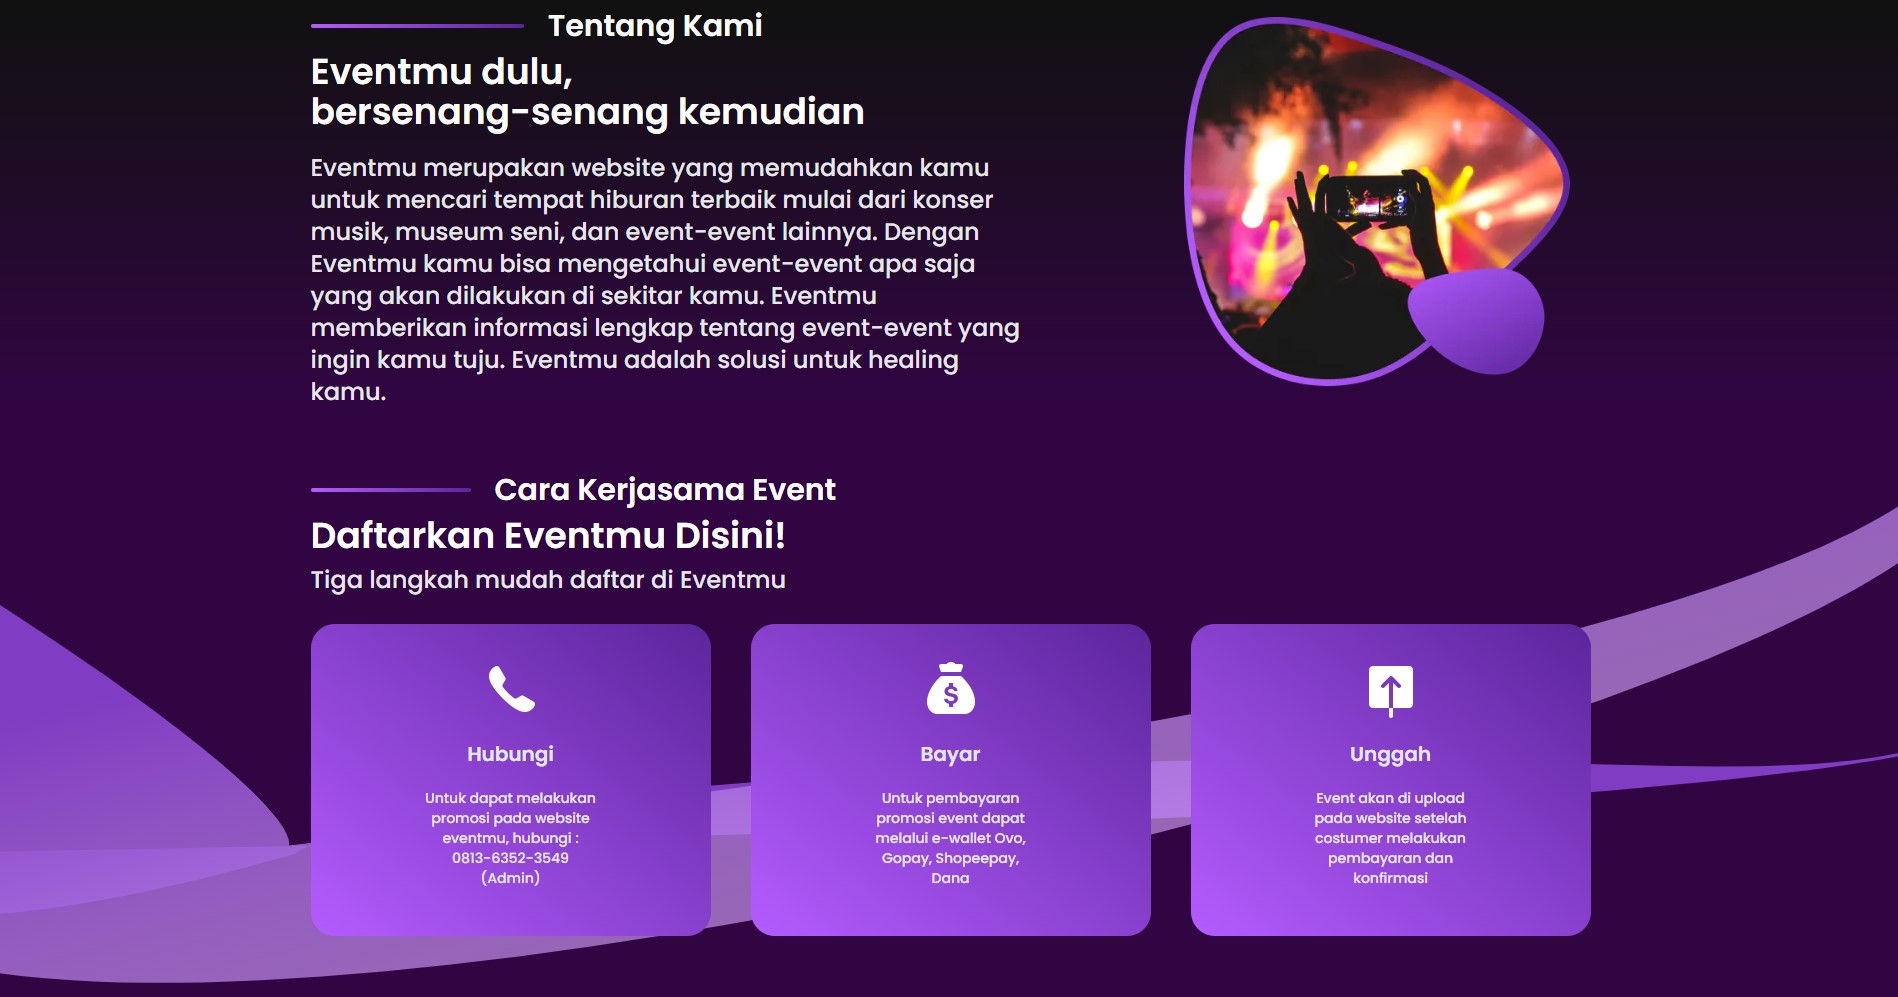 Tentang Kami
Eventmu dulu,
bersenang-senang kemudian
Eventmu merupakan website yang memudahkan kamu
untuk mencari tempat hiburan terbaik mulai dari konser
musik, museum seni, dan event-event lainnya. Dengan
Eventmu kamu bisa mengetahui event-event apa saja
yang akan dilakukan di sekitar kamu. Eventmu
memberikan informasi lengkap tentang event-event yang
ingin kamu tuju. Eventmu adalah solusi untuk healing
kamu.
Cara Kerjasama Event
Daftarkan Eventmu Disini!
Tiga langkah mudah daftar di Eventmu
$
Hubungi
Untuk dapat melakukan
promosi pada website
eventmu, hubungi :
0813-6352-3549
(Admin)
Bayar
Untuk pembayaran
promosi event dapat
melalui e-wallet Ovo,
Gopay, Shopeepay,
Dana
Unggah
Event akan di upload
pada website setelah
costumer melakukan
pembayaran dan
konfirmasi